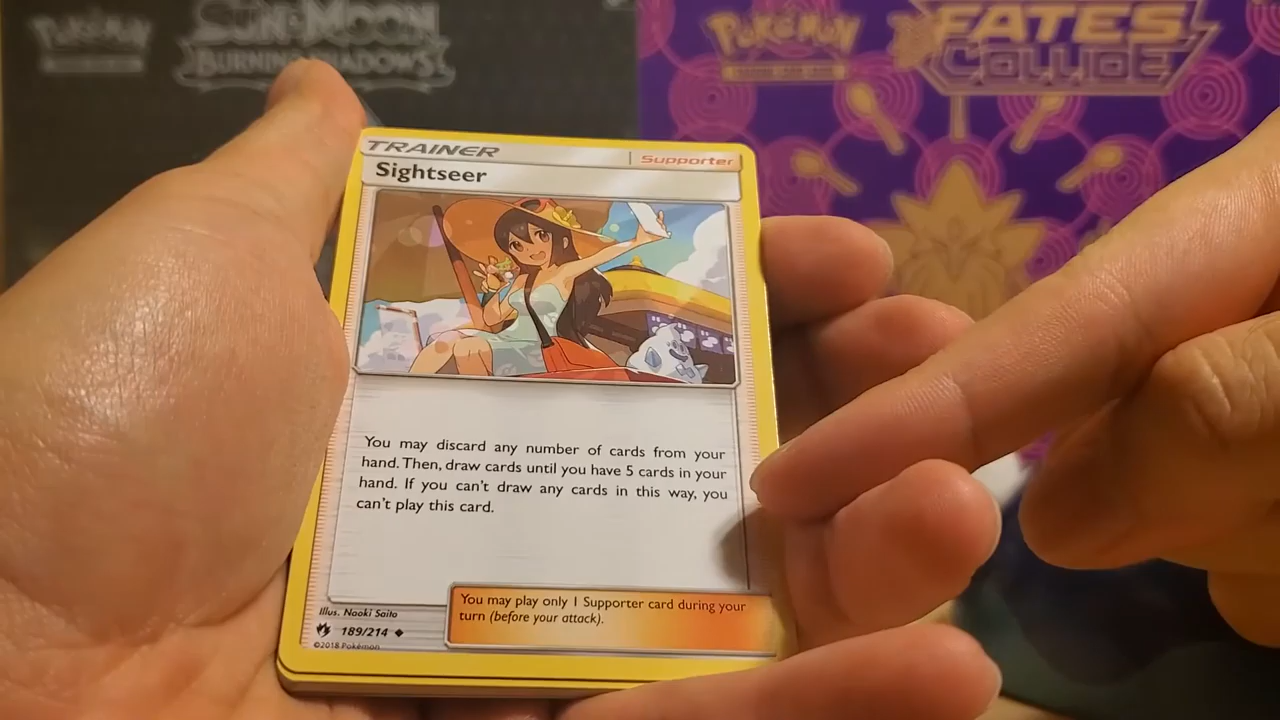 Pokémon
SUN & MOON
BURNING SHADOWS
Pokémon
FATES
COLLIDE
TRAINER
Supporter
Sightseer
You may discard any number of cards from your
hand. Then, draw cards until you have 5 cards in your
hand. If you can't draw any cards in this way, you
can't play this card.
You may play only 1 Supporter card during your
turn (before your attack).
Illus. Naoki Saito
189/214
©2018 Pokémon